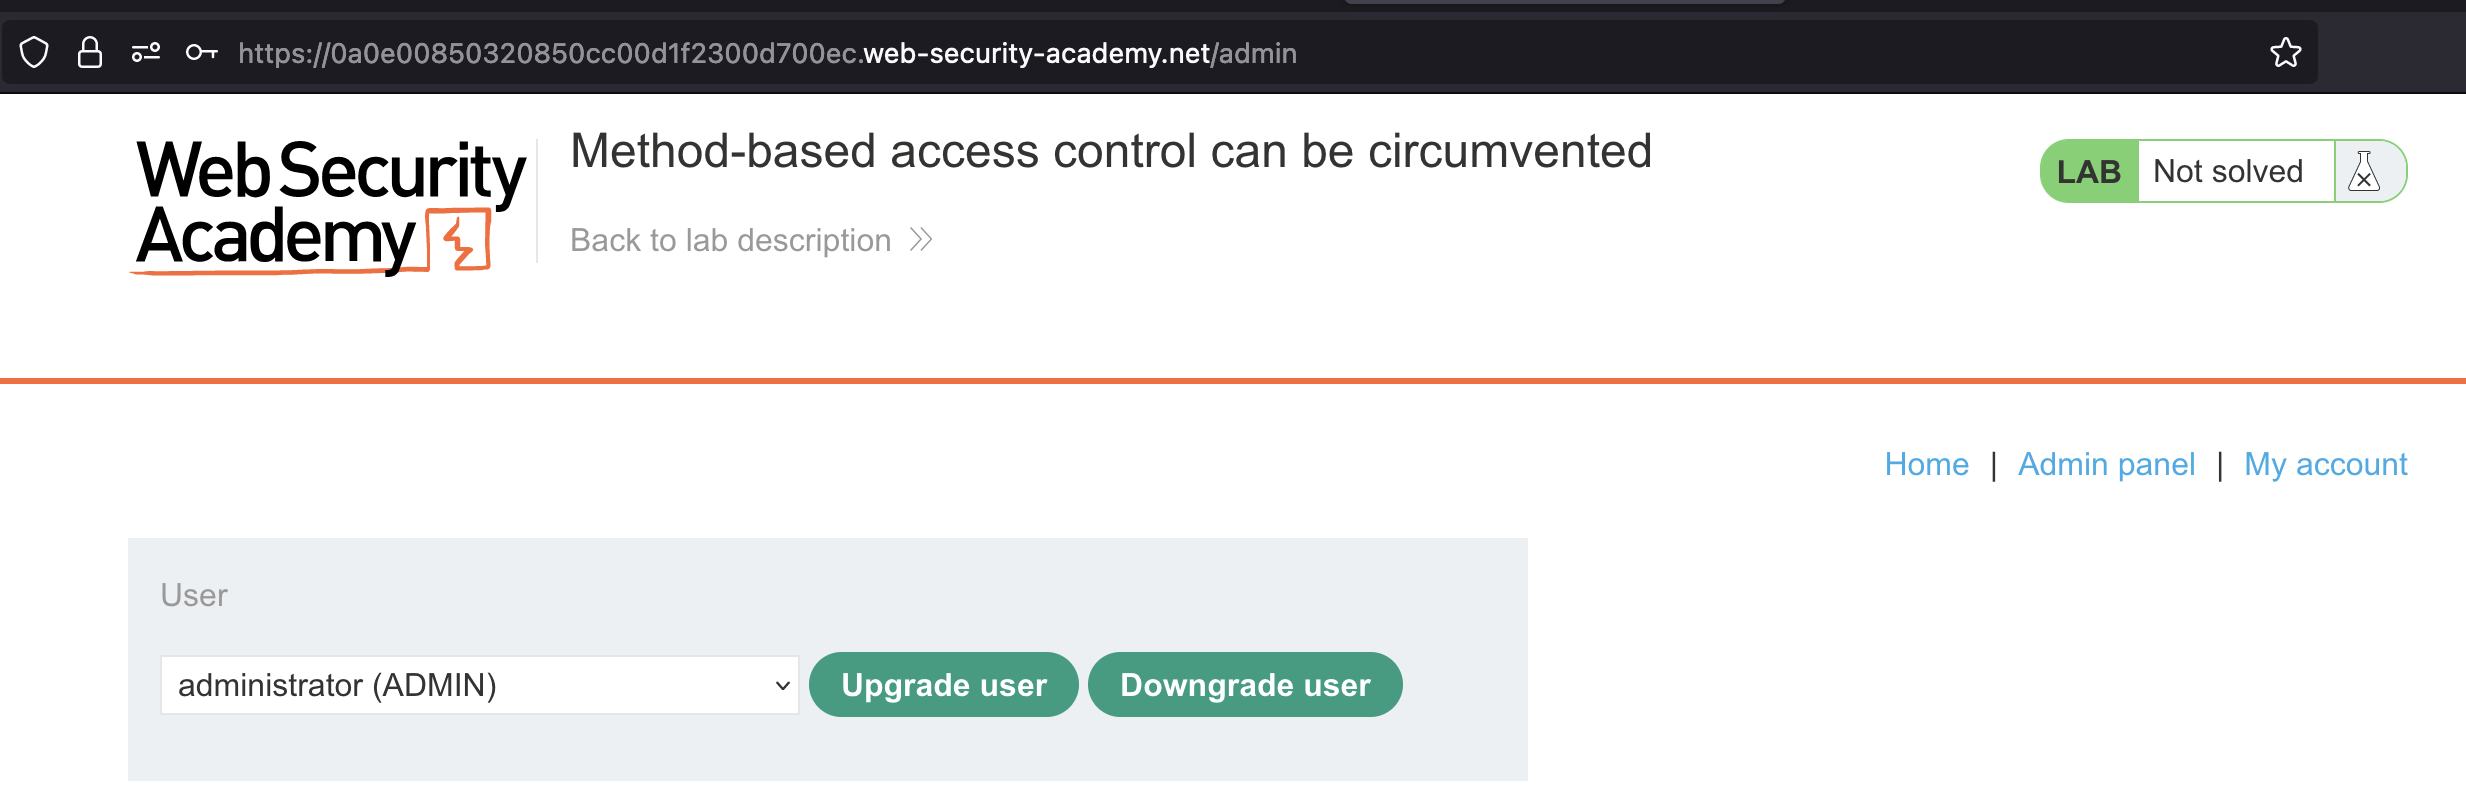 https://0a0e00850320850cc00d1f2300d700ec.web-security-academy.net/admin
Web Security
Academy
Method-based access control can be circumvented
Back to lab description
LAB Not solved
Home | Admin panel | My account
User
administrator (ADMIN) Upgrade user Downgrade user